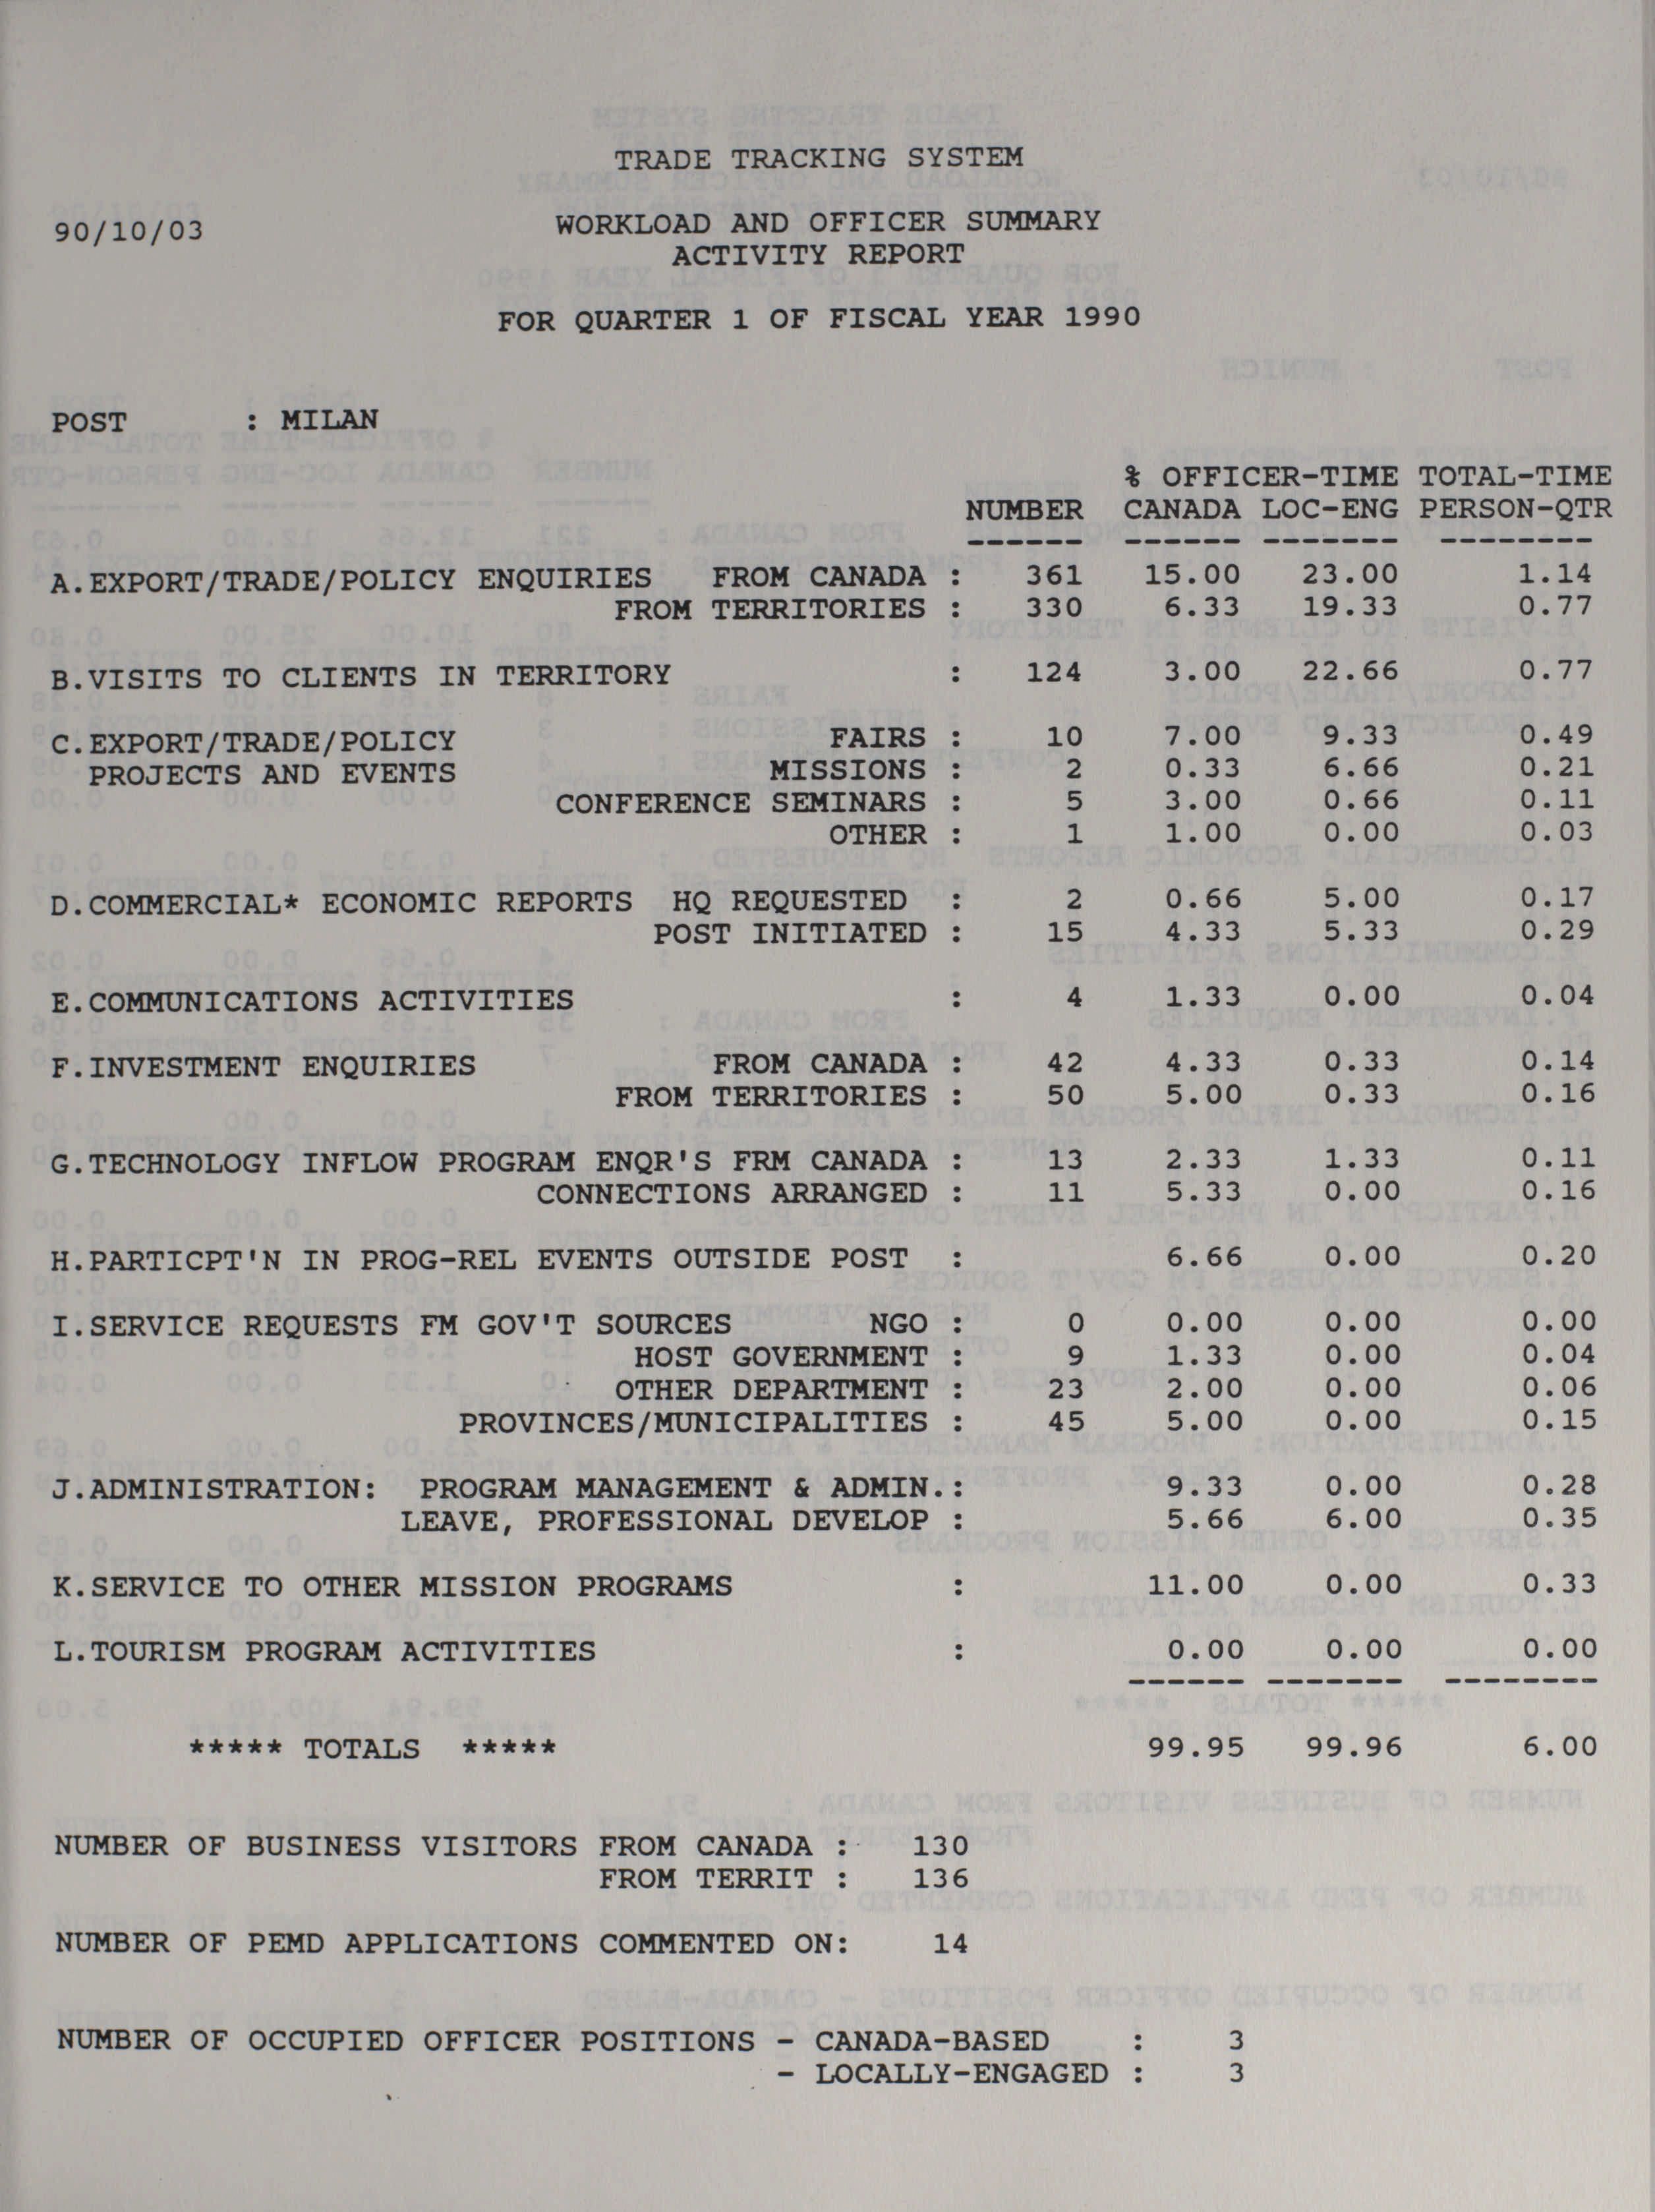 TRADE TRACKING SYSTEM
90/10/03 WORKLOAD AND OFFICER SUMMARY
ACTIVITY REPORT
FOR QUARTER 1 OF FISCAL YEAR 1990
POST : MILAN
% OFFICER-TIME TOTAL-TIME
NUMBER CANADA LOC-ENG PERSON-QTR
------ ------ ------- --------
A.EXPORT/TRADE/POLICY ENQUIRIES FROM CANADA : 361 15.00 23.00 1.14
FROM TERRITORIES : 330 6.33 19.33 0.77
B.VISITS TO CLIENTS IN TERRITORY : 124 3.00 22.66 0.77
C.EXPORT/TRADE/POLICY FAIRS : 10 7.00 9.33 0.49
PROJECTS AND EVENTS MISSIONS : 2 0.33 6.66 0.21
CONFERENCE SEMINARS : 5 3.00 0.66 0.11
OTHER : 1 1.00 0.00 0.03
D.COMMERCIAL* ECONOMIC REPORTS HQ REQUESTED : 2 0.66 5.00 0.17
POST INITIATED : 15 4.33 5.33 0.29
E.COMMUNICATIONS ACTIVITIES : 4 1.33 0.00 0.04
F.INVESTMENT ENQUIRIES FROM CANADA : 42 4.33 0.33 0.14
FROM TERRITORIES : 50 5.00 0.33 0.16
G.TECHNOLOGY INFLOW PROGRAM ENQR'S FRM CANADA : 13 2.33 1.33 0.11
CONNECTIONS ARRANGED : 11 5.33 0.00 0.16
H.PARTICPT'N IN PROG-REL EVENTS OUTSIDE POST : 6.66 0.00 0.20
I.SERVICE REQUESTS FM GOV'T SOURCES NGO : 0 0.00 0.00 0.00
HOST GOVERNMENT : 9 1.33 0.00 0.04
OTHER DEPARTMENT : 23 2.00 0.00 0.06
PROVINCES/MUNICIPALITIES : 45 5.00 0.00 0.15
J.ADMINISTRATION: PROGRAM MANAGEMENT & ADMIN.: 9.33 0.00 0.28
LEAVE, PROFESSIONAL DEVELOP : 5.66 6.00 0.35
K.SERVICE TO OTHER MISSION PROGRAMS : 11.00 0.00 0.33
L.TOURISM PROGRAM ACTIVITIES : 0.00 0.00 0.00
------ ------- --------
***** TOTALS ***** 99.95 99.96 6.00
NUMBER OF BUSINESS VISITORS FROM CANADA : 130
FROM TERRIT : 136
NUMBER OF PEMD APPLICATIONS COMMENTED ON: 14
NUMBER OF OCCUPIED OFFICER POSITIONS - CANADA-BASED : 3
- LOCALLY-ENGAGED : 3